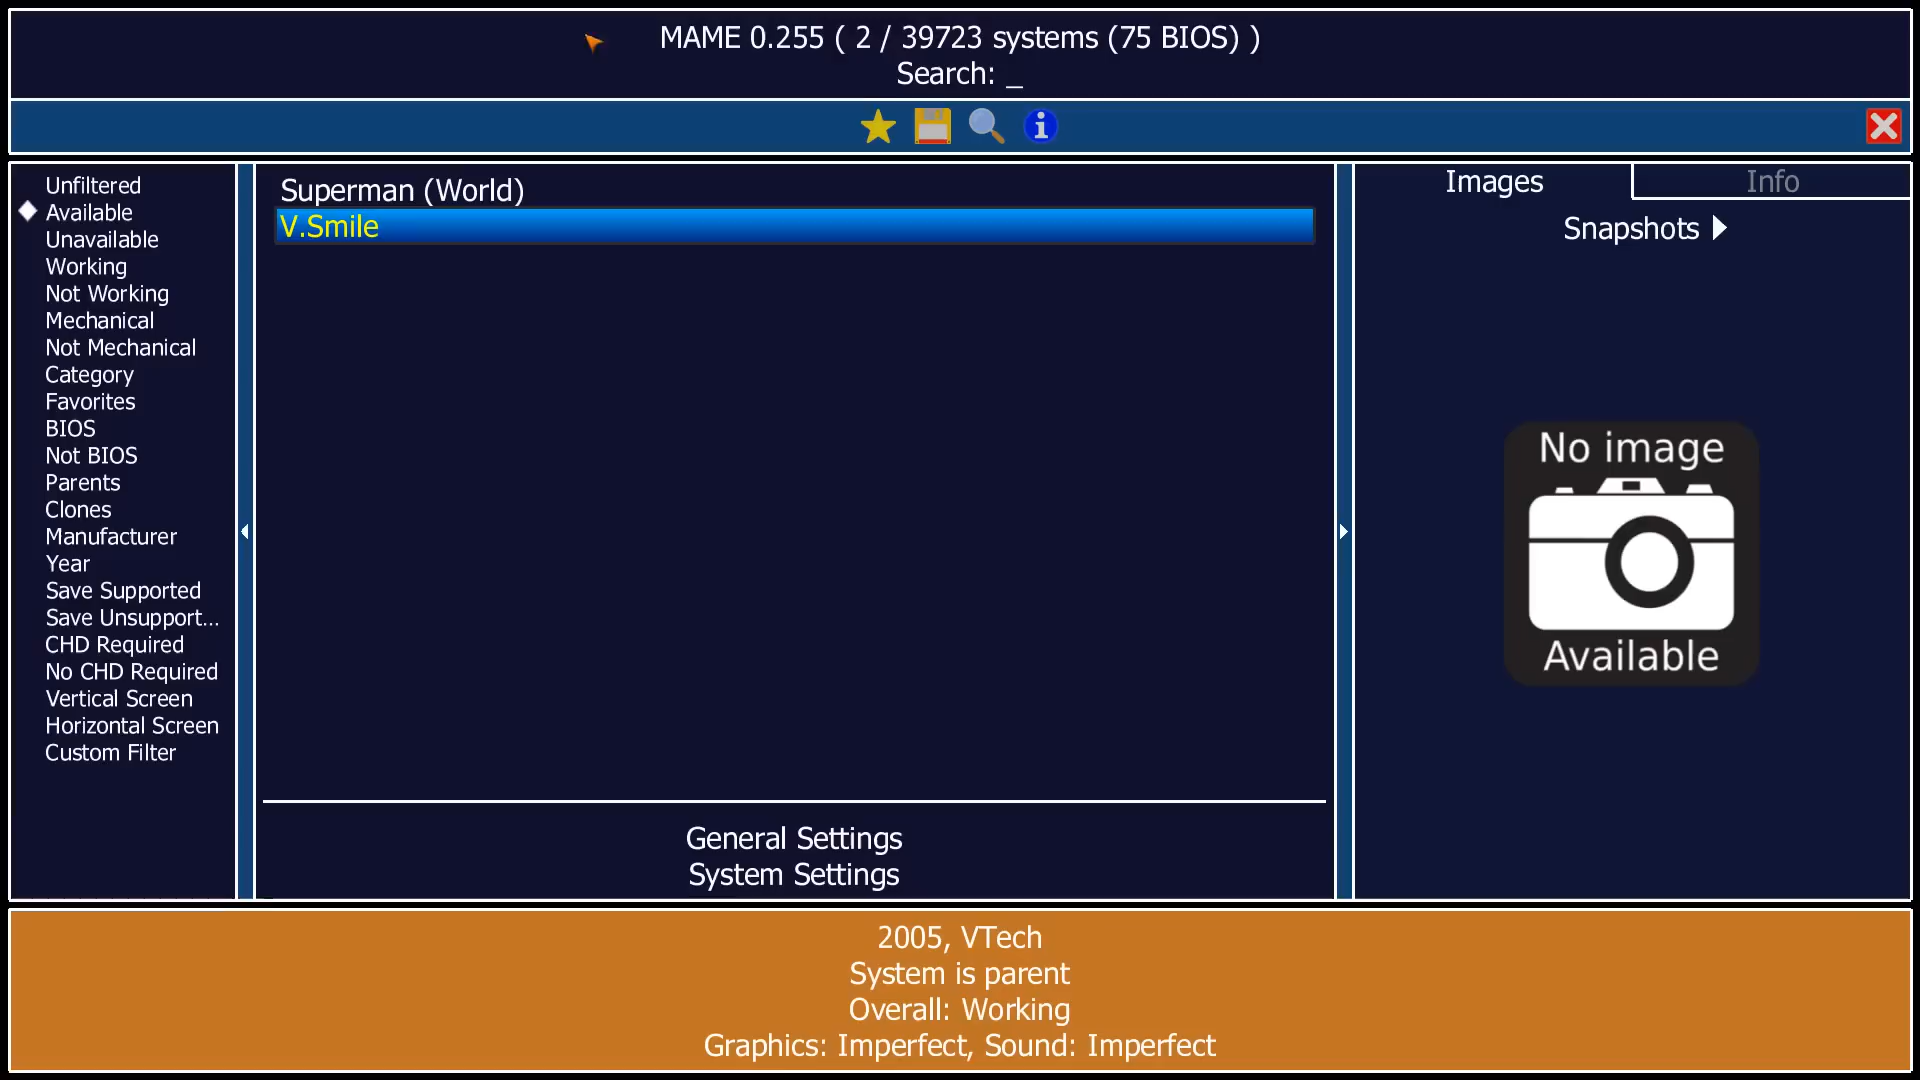 MAME 0.255 ( 2 / 39723 systems (75 BIOS) )
Search: _
Unfiltered
Available
Unavailable
Working
Not Working
Mechanical
Not Mechanical
Category
Favorites
BIOS
Not BIOS
Parents
Clones
Manufacturer
Year
Save Supported
Save Unsupport...
CHD Required
No CHD Required
Vertical Screen
Horizontal Screen
Custom Filter
Superman (World)
V.Smile
General Settings
System Settings
Images
Info
Snapshots
No image
Available
2005, VTech
System is parent
Overall: Working
Graphics: Imperfect, Sound: Imperfect